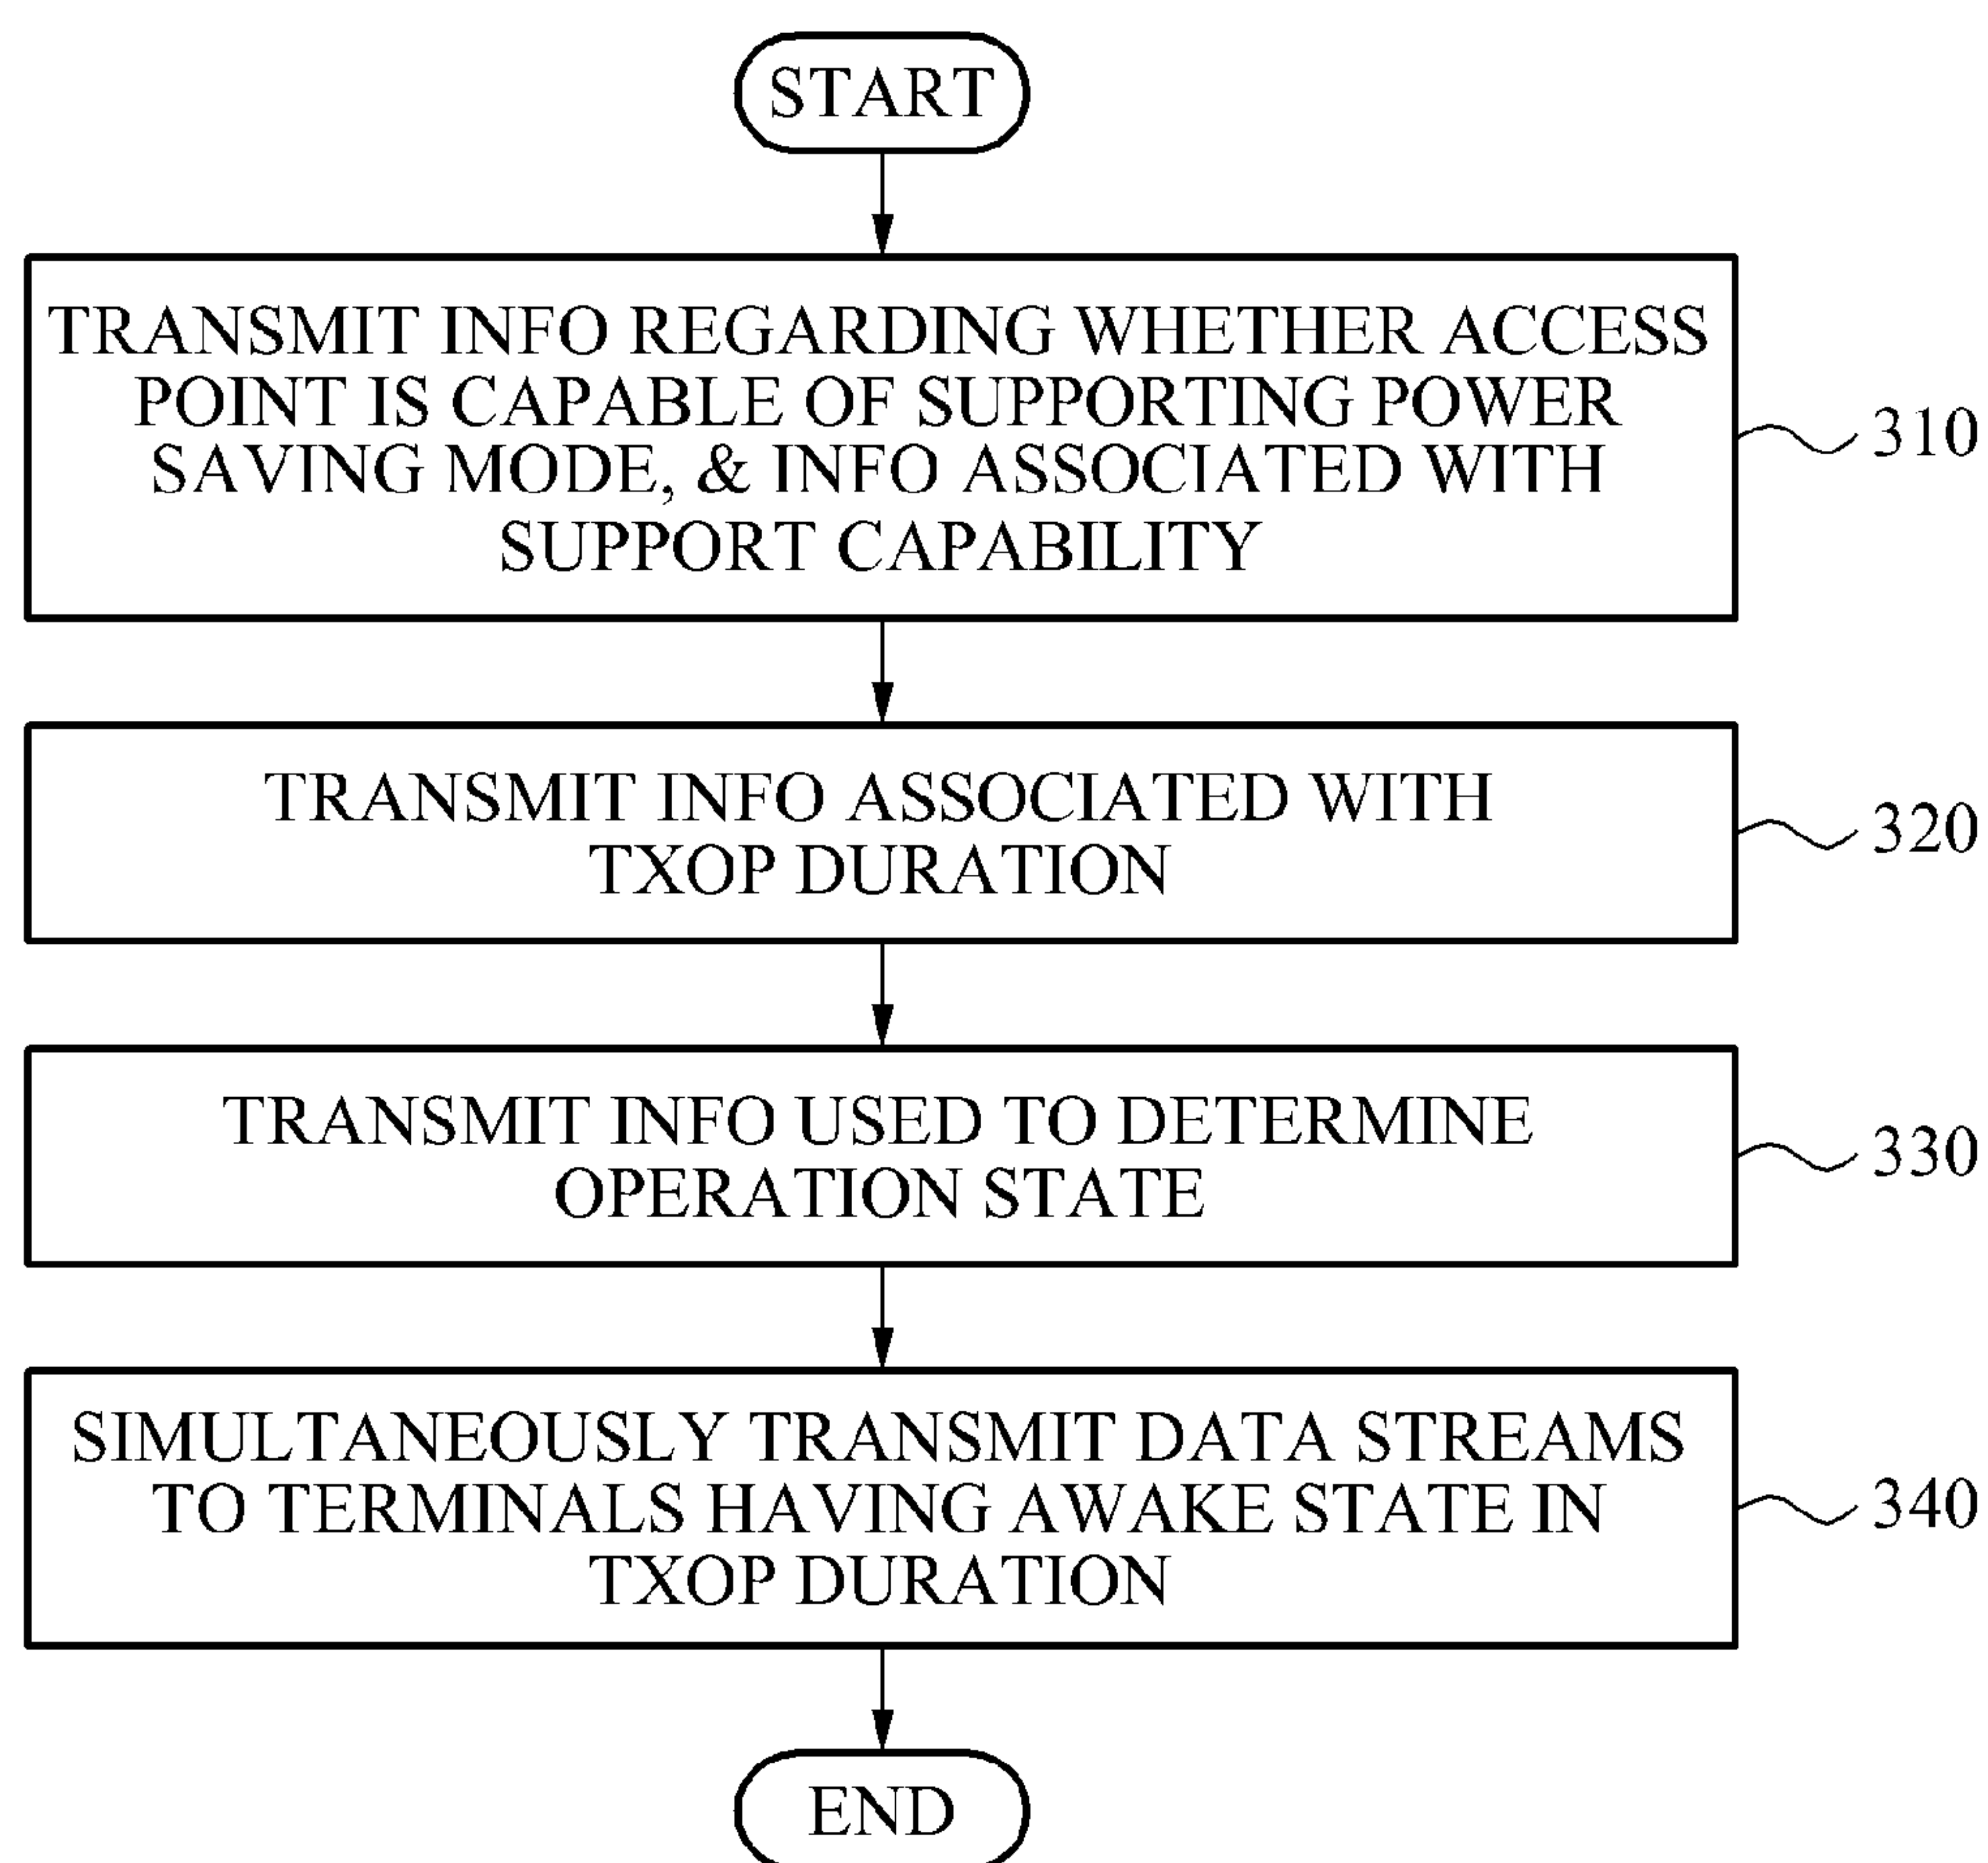 START
TRANSMIT INFO REGARDING WHETHER ACCESS
POINT IS CAPABLE OF SUPPORTING POWER
SAVING MODE, & INFO ASSOCIATED WITH
SUPPORT CAPABILITY
310
TRANSMIT INFO ASSOCIATED WITH
TXOP DURATION
320
TRANSMIT INFO USED TO DETERMINE
OPERATION STATE
330
SIMULTANEOUSLY TRANSMIT DATA STREAMS
TO TERMINALS HAVING AWAKE STATE IN
TXOP DURATION
340
END